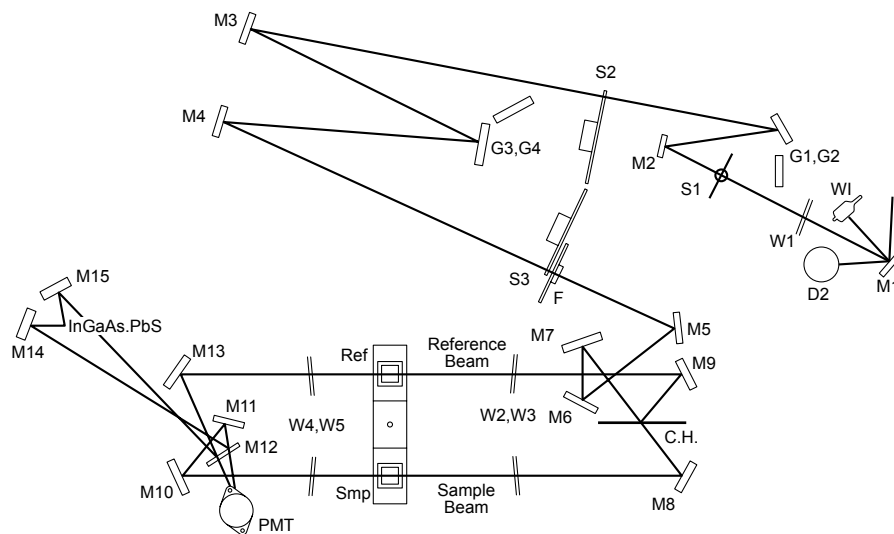 M3
S2
M4
G3,G4
M2
G1,G2
S1
WI
W1
D2
M1
S3
F
M15
InGaAs.PbS
M14
M13
Ref
Reference
Beam
M7
M5
M9
M6
W4,W5
W2,W3
M11
M12
C.H.
M10
Smp
Sample
Beam
M8
PMT